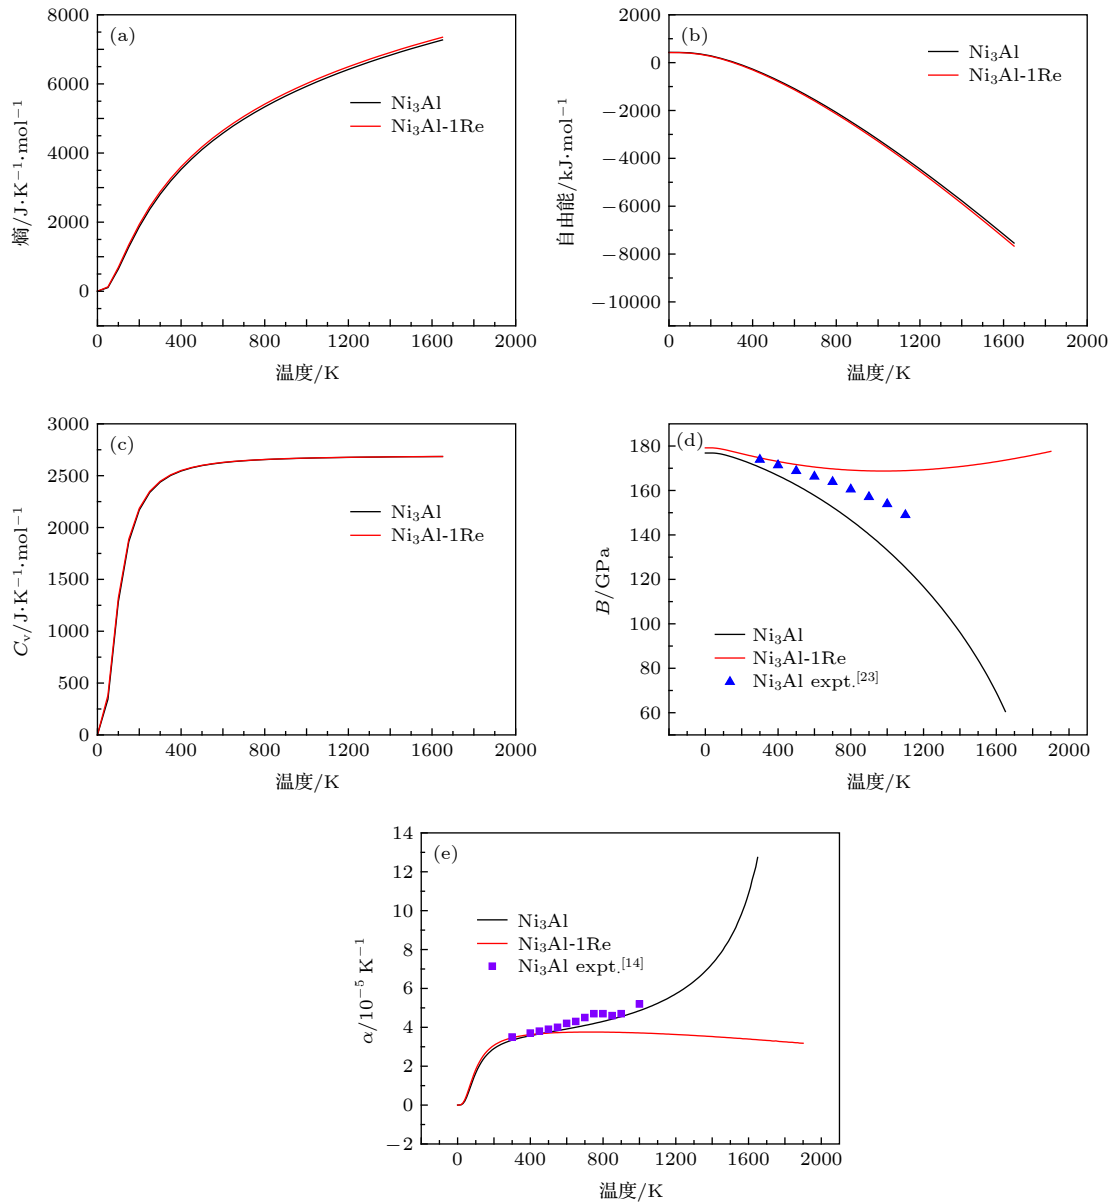 (a)
8000
6000
4000
2000
0
熵/J·K⁻¹·mol⁻¹
Ni₃Al
Ni₃Al-1Re
0 400 800 1200 1600 2000
温度/K
(b)
2000
0
−2000
−4000
−6000
−8000
−10000
自由能/kJ·mol⁻¹
Ni₃Al
Ni₃Al-1Re
0 400 800 1200 1600 2000
温度/K
(c)
3000
2500
2000
1500
1000
500
0
Cᵥ/J·K⁻¹·mol⁻¹
Ni₃Al
Ni₃Al-1Re
0 400 800 1200 1600 2000
温度/K
(d)
180
160
140
120
100
80
60
B/GPa
Ni₃Al
Ni₃Al-1Re
Ni₃Al expt.[23]
0 400 800 1200 1600 2000
温度/K
(e)
14
12
10
8
6
4
2
0
−2
α/10⁻⁵ K⁻¹
Ni₃Al
Ni₃Al-1Re
Ni₃Al expt.[14]
0 400 800 1200 1600 2000
温度/K